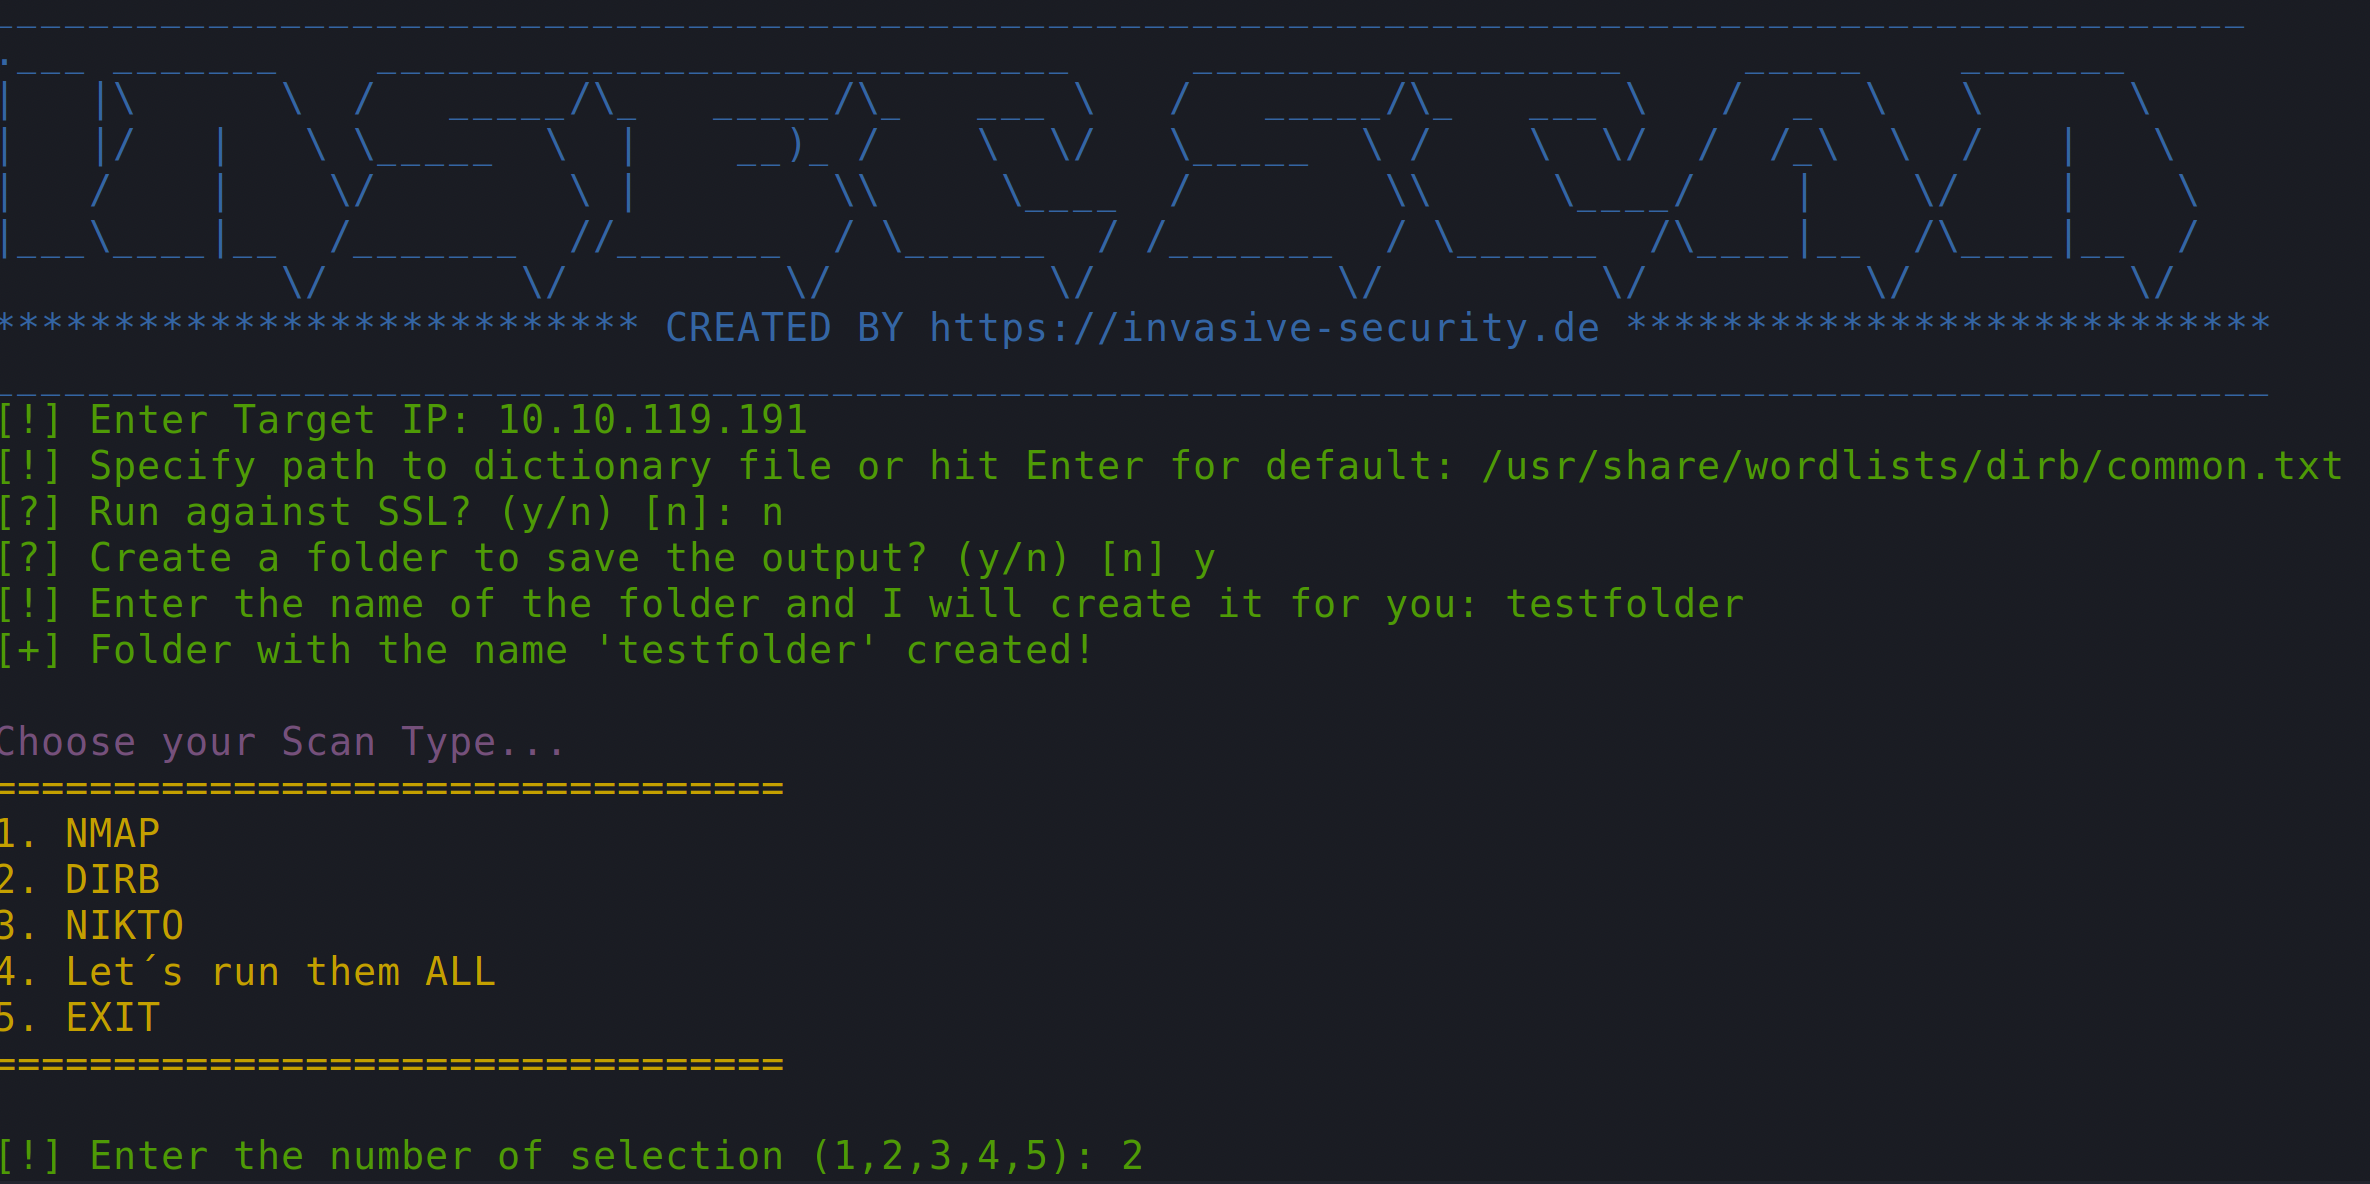 INSECSCAN
************************** CREATED BY https://invasive-security.de ***************************
[!] Enter Target IP: 10.10.119.191
[!] Specify path to dictionary file or hit Enter for default: /usr/share/wordlists/dirb/common.txt
[?] Run against SSL? (y/n) [n]: n
[?] Create a folder to save the output? (y/n) [n] y
[!] Enter the name of the folder and I will create it for you: testfolder
[+] Folder with the name 'testfolder' created!
Choose your Scan Type...
=================================
1. NMAP
2. DIRB
3. NIKTO
4. Let´s run them ALL
5. EXIT
=================================
[!] Enter the number of selection (1,2,3,4,5): 2